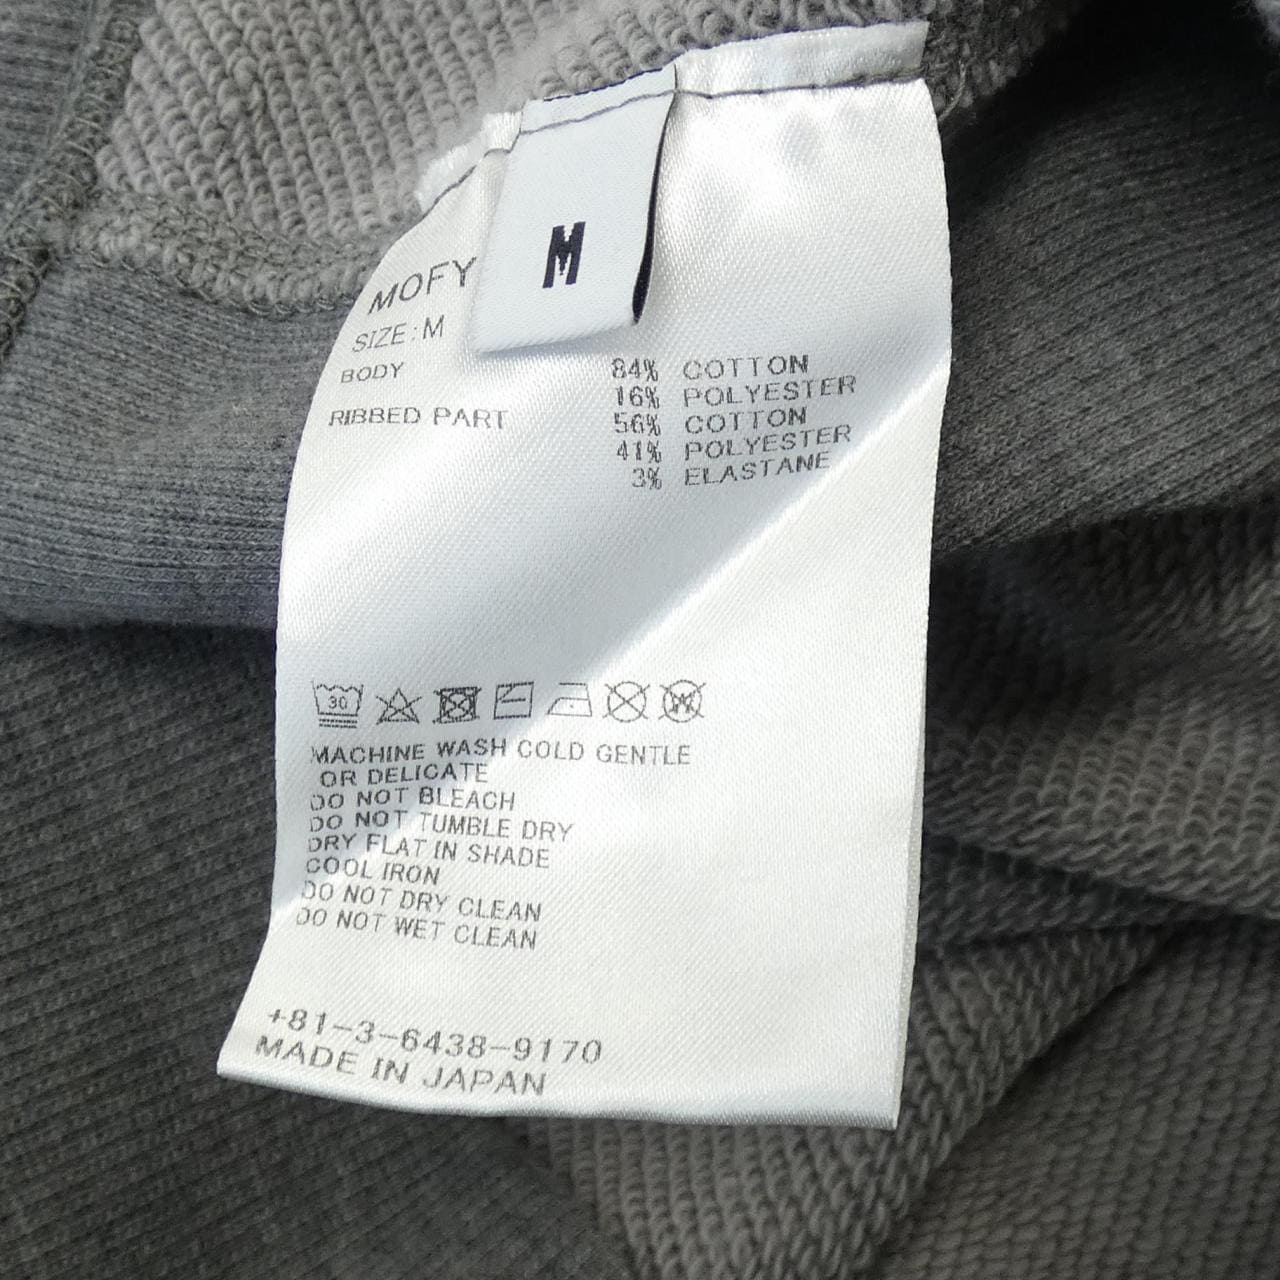 M
MOFY
SIZE:M
BODY 84% COTTON
16% POLYESTER
RIBBED PART 56% COTTON
41% POLYESTER
3% ELASTANE
30 W
MACHINE WASH COLD GENTLE
OR DELICATE
DO NOT BLEACH
DO NOT TUMBLE DRY
DRY FLAT IN SHADE
COOL IRON
DO NOT DRY CLEAN
DO NOT WET CLEAN
+81-3-6438-9170
MADE IN JAPAN